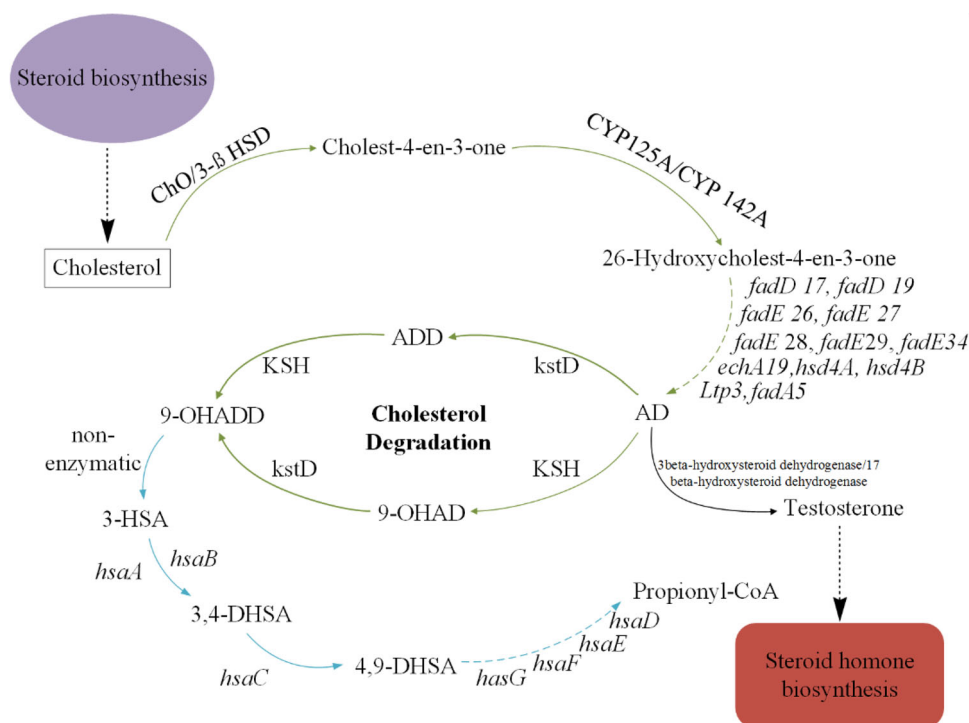 Steroid biosynthesis
ChO/3-ß HSD
Cholest-4-en-3-one
CYP125A/CYP 142A
Cholesterol
26-Hydroxycholest-4-en-3-one
fadD 17, fadD 19
fadE 26, fadE 27
fadE 28, fadE29, fadE34
echA19,hsd4A, hsd4B
Ltp3,fadA5
ADD
KSH
kstD
9-OHADD
Cholesterol
Degradation
AD
non-
enzymatic
kstD
KSH
3beta-hydroxysteroid dehydrogenase/17
beta-hydroxysteroid dehydrogenase
9-OHAD
Testosterone
3-HSA
hsaA
hsaB
3,4-DHSA
Propionyl-CoA
hsaD
hsaE
hsaF
hasG
4,9-DHSA
hsaC
Steroid homone
biosynthesis